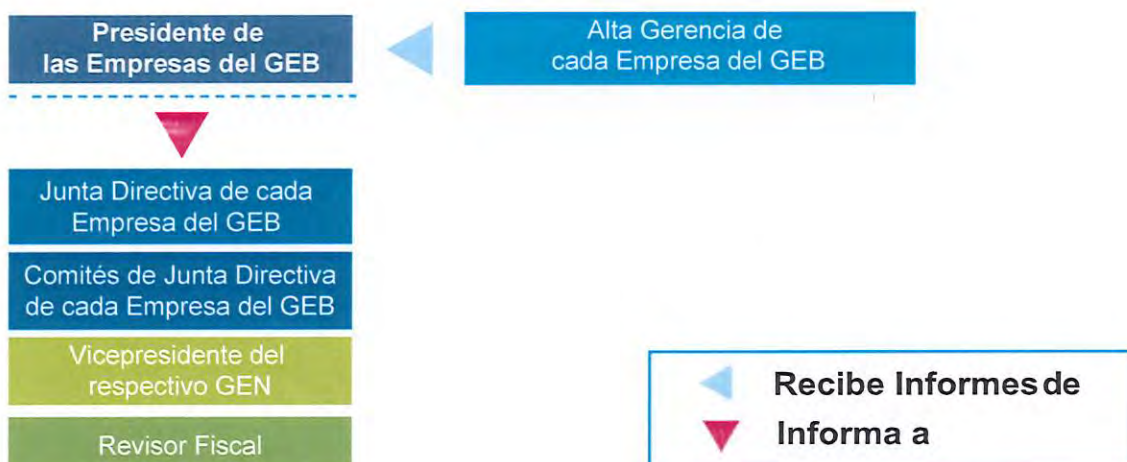 Presidente de
las Empresas del GEB
Alta Gerencia de
cada Empresa del GEB
Junta Directiva de cada
Empresa del GEB
Comités de Junta Directiva
de cada Empresa del GEB
Vicepresidente del
respectivo GEN
Revisor Fiscal
Recibe Informes de
Informa a